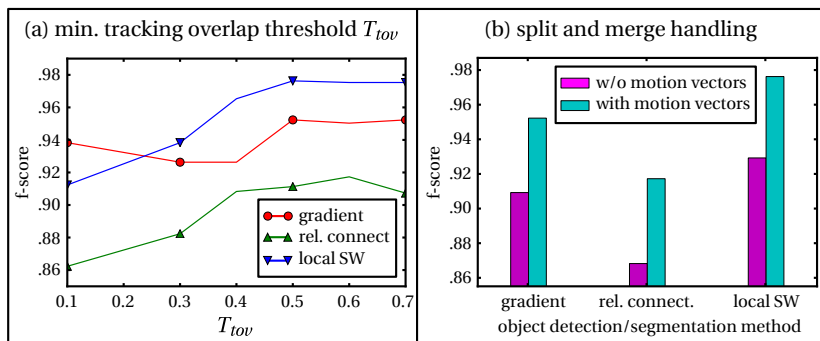 (a) min. tracking overlap threshold T_tov
.98
.96
.94
.92
.90
.88
.86
f-score
gradient
rel. connect
local SW
0.1 0.2 0.3 0.4 0.5 0.6 0.7
T_tov
(b) split and merge handling
w/o motion vectors
with motion vectors
.98
.96
.94
.92
.90
.88
.86
f-score
gradient rel. connect. local SW
object detection/segmentation method